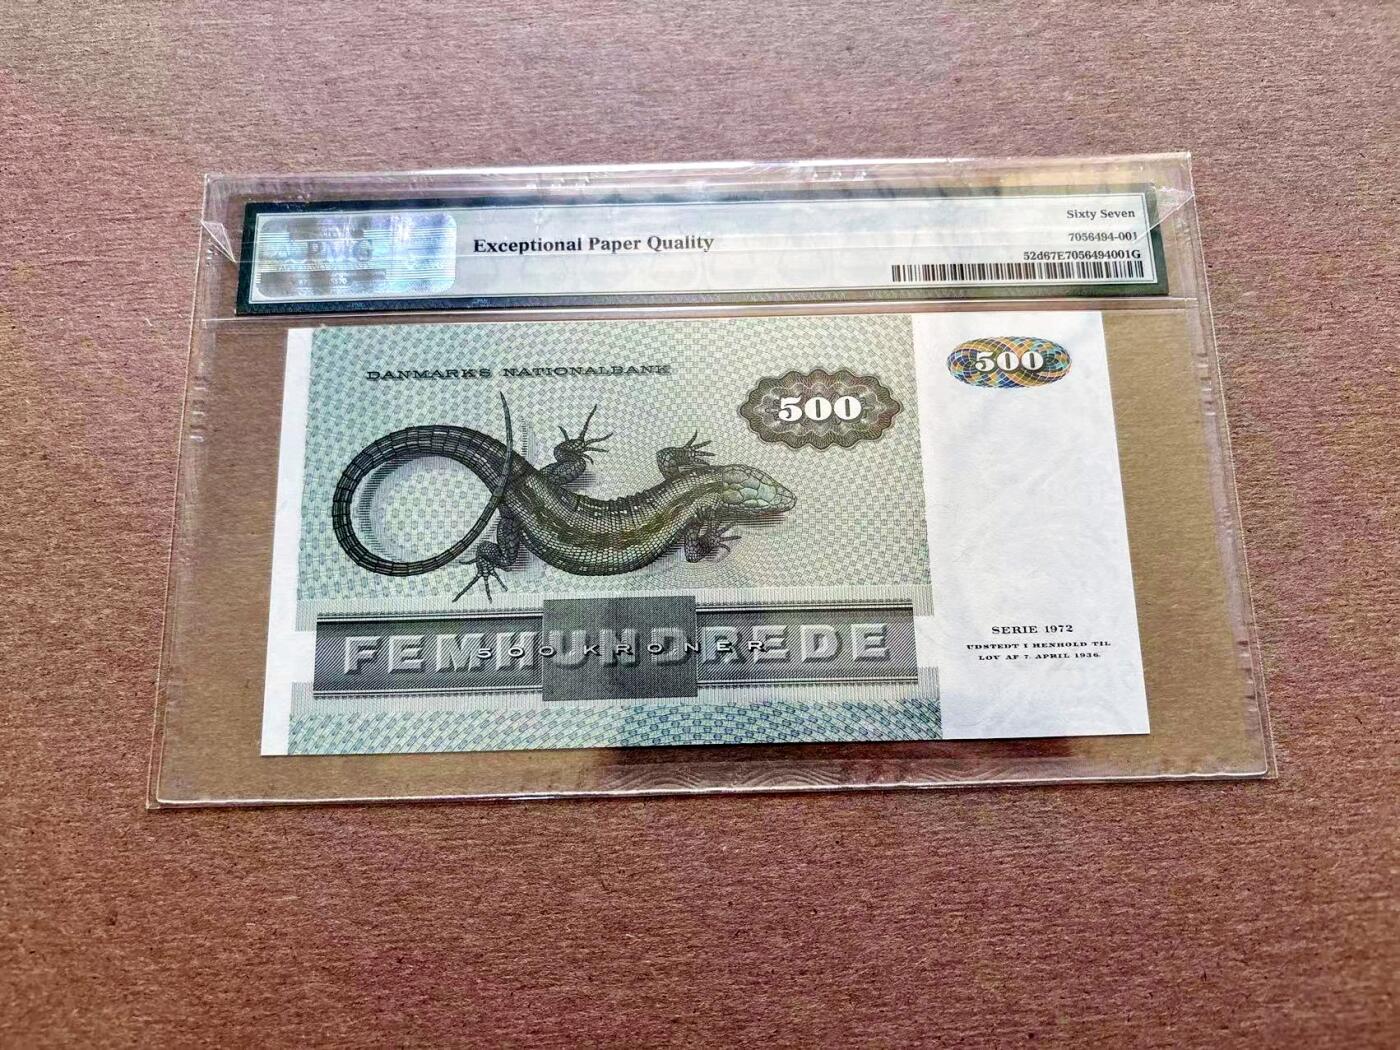 PMG
Exceptional Paper Quality
Sixty Seven
7056494-001
52d67E7056494001G
DANMARKS NATIONALBANK
500
500
FEMHUNDREDE
500 KRONER
SERIE 1972
UDSTEDT I HENHOLD TIL
LOV AF 7. APRIL 1936.